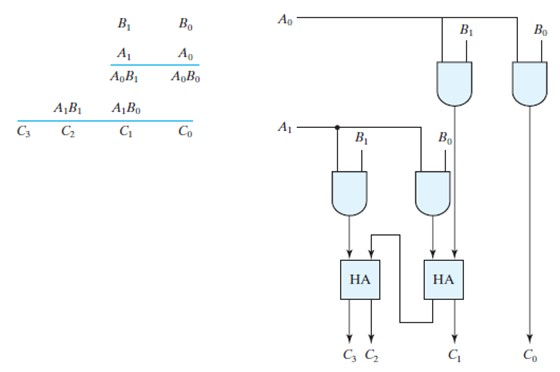 B₁ B₀
A₁ A₀
A₀B₁ A₀B₀
A₁B₁ A₁B₀
C₃ C₂ C₁ C₀
A₀
B₁ B₀
A₁
B₁ B₀
HA HA
C₃ C₂ C₁ C₀